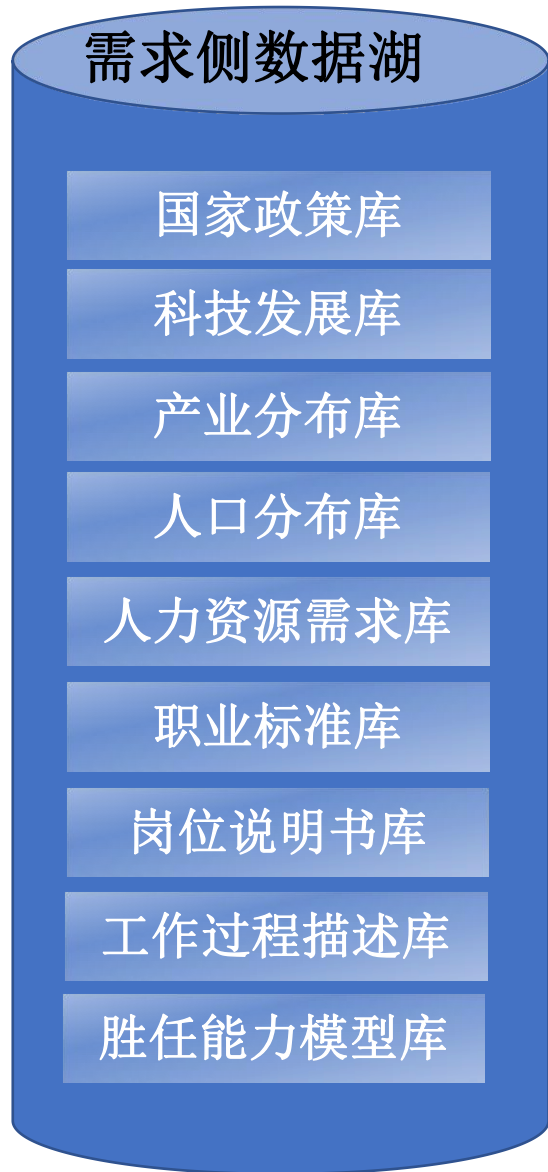 需求侧数据湖
国家政策库
科技发展库
产业分布库
人口分布库
人力资源需求库
职业标准库
岗位说明书库
工作过程描述库
胜任能力模型库